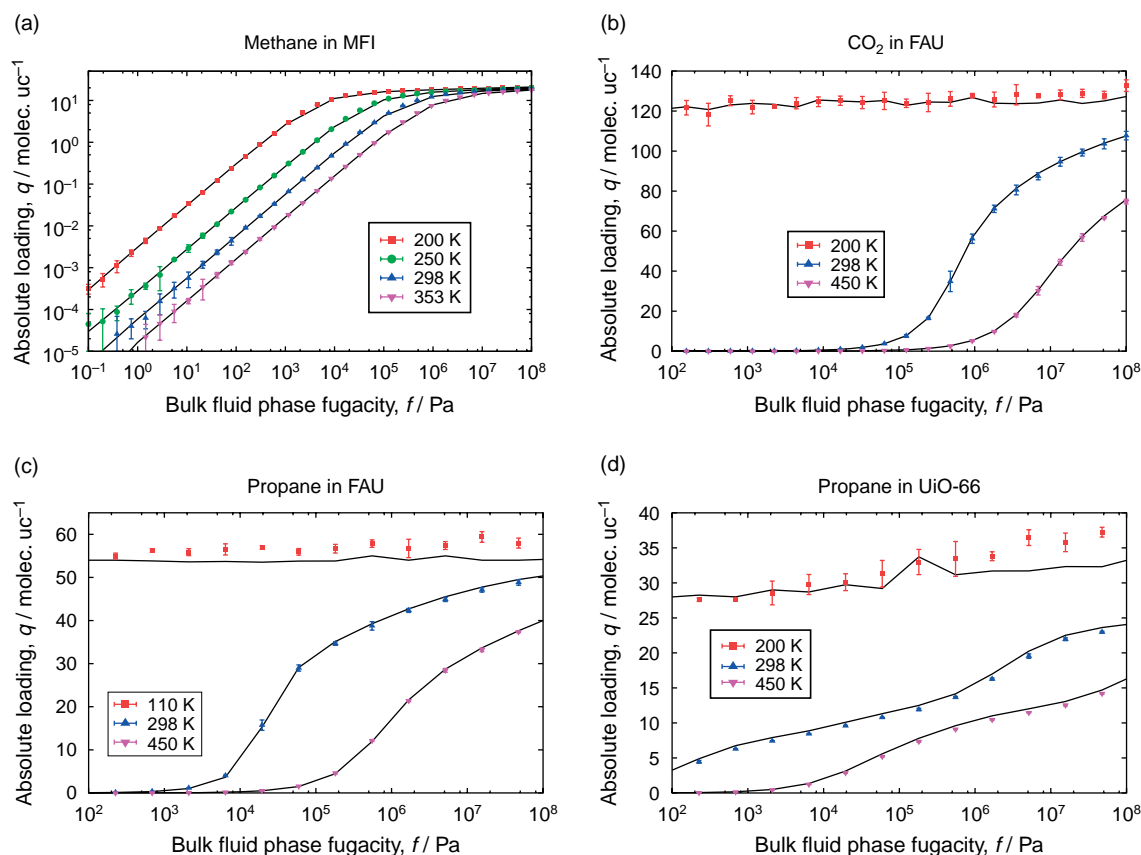 (a)
Methane in MFI
Absolute loading, q / molec. uc⁻¹
10¹
10⁰
10⁻¹
10⁻²
10⁻³
10⁻⁴
10⁻⁵
200 K
250 K
298 K
353 K
10⁻¹ 10⁰ 10¹ 10² 10³ 10⁴ 10⁵ 10⁶ 10⁷ 10⁸
Bulk fluid phase fugacity, f / Pa
(b)
CO₂ in FAU
Absolute loading, q / molec. uc⁻¹
140
120
100
80
60
40
20
0
200 K
298 K
450 K
10² 10³ 10⁴ 10⁵ 10⁶ 10⁷ 10⁸
Bulk fluid phase fugacity, f / Pa
(c)
Propane in FAU
Absolute loading, q / molec. uc⁻¹
60
50
40
30
20
10
0
110 K
298 K
450 K
10² 10³ 10⁴ 10⁵ 10⁶ 10⁷ 10⁸
Bulk fluid phase fugacity, f / Pa
(d)
Propane in UiO-66
Absolute loading, q / molec. uc⁻¹
40
35
30
25
20
15
10
5
0
200 K
298 K
450 K
10² 10³ 10⁴ 10⁵ 10⁶ 10⁷ 10⁸
Bulk fluid phase fugacity, f / Pa